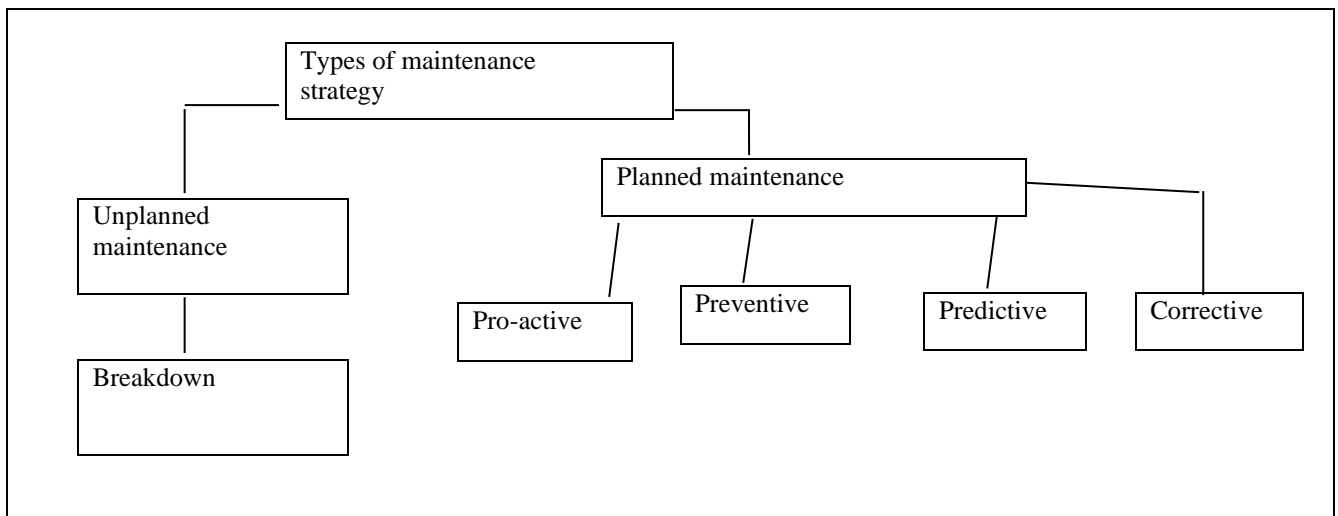 Types of maintenance
strategy
Planned maintenance
Unplanned
maintenance
Pro-active
Preventive
Predictive
Corrective
Breakdown